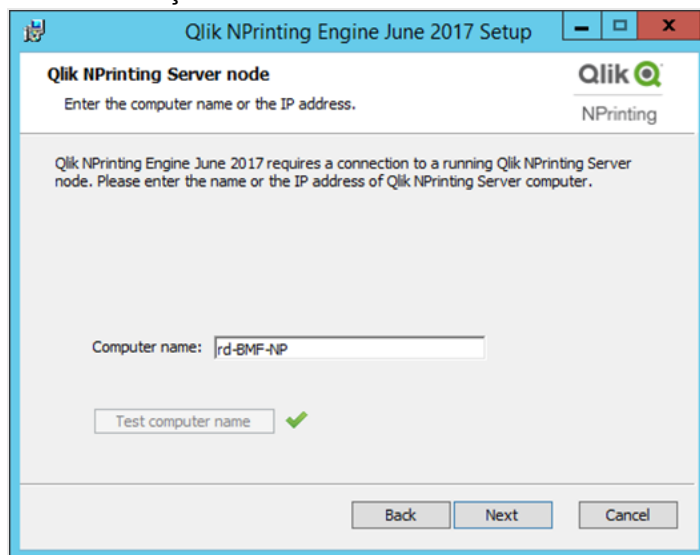 Qlik NPrinting Engine June 2017 Setup
Qlik NPrinting Server node
Enter the computer name or the IP address.
Qlik
NPrinting
Qlik NPrinting Engine June 2017 requires a connection to a running Qlik NPrinting Server
node. Please enter the name or the IP address of Qlik NPrinting Server computer.
Computer name: rd-BMF-NP
Test computer name
Back Next Cancel